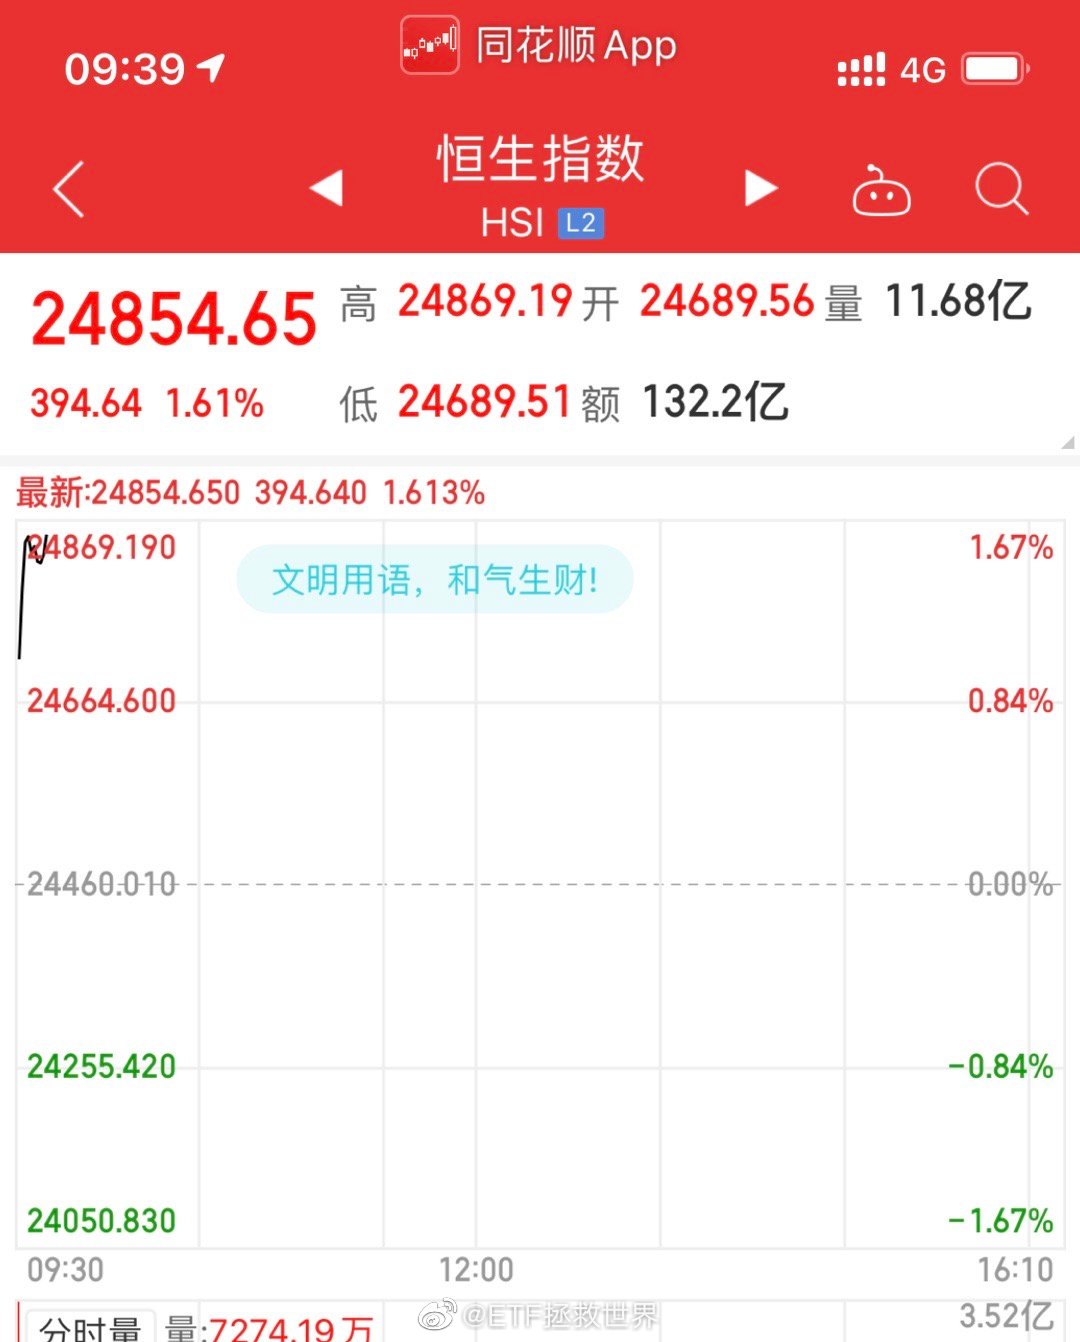 09:39 同花顺App 4G
恒生指数
HSI L2
24854.65 高 24869.19 开 24689.56 量 11.68亿
394.64 1.61% 低 24689.51 额 132.2亿
最新:24854.650 394.640 1.613%
24869.190 1.67%
文明用语，和气生财!
24664.600 0.84%
24460.010 0.00%
24255.420 -0.84%
24050.830 -1.67%
09:30 12:00 16:10
分时量 量:7274.19万 3.52亿
@ETF拯救世界